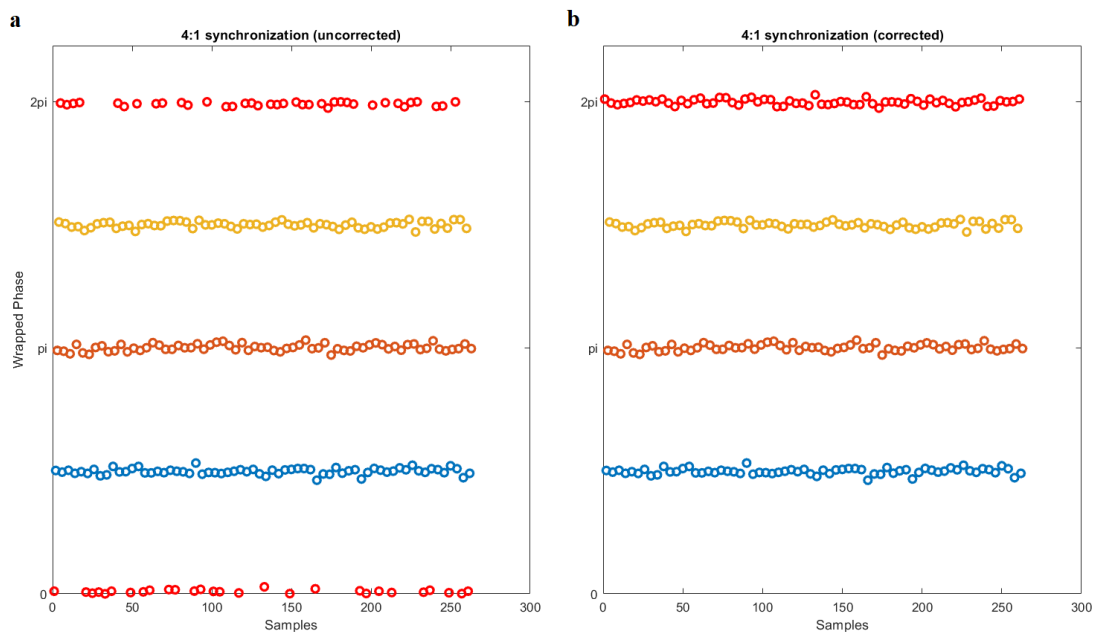 a
4:1 synchronization (uncorrected)
2pi
pi
0
Wrapped Phase
0 50 100 150 200 250 300
Samples
b
4:1 synchronization (corrected)
2pi
pi
0
0 50 100 150 200 250 300
Samples